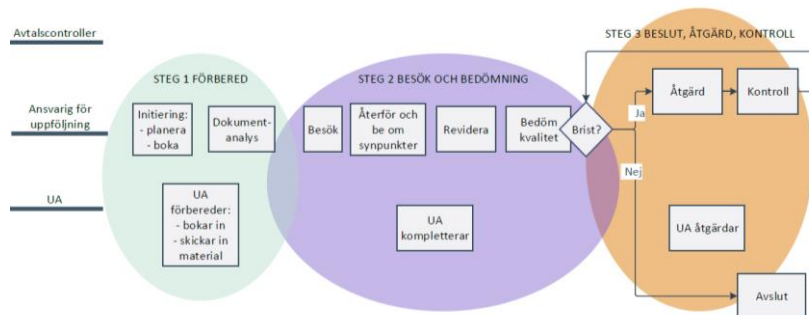 Avtalscontroller
Ansvarig för
uppföljning
UA
STEG 1 FÖRBERED
Initiering:
- planera
- boka
Dokument-
analys
UA
förbereder:
- bokar in
- skickar in
material
STEG 2 BESÖK OCH BEDÖMNING
Besök
Återför och
be om
synpunkter
Revidera
Bedöm
kvalitet
UA
kompletterar
STEG 3 BESLUT, ÅTGÄRD, KONTROLL
Brist?
Ja
Nej
Åtgärd
Kontroll
UA åtgärdar
Avslut